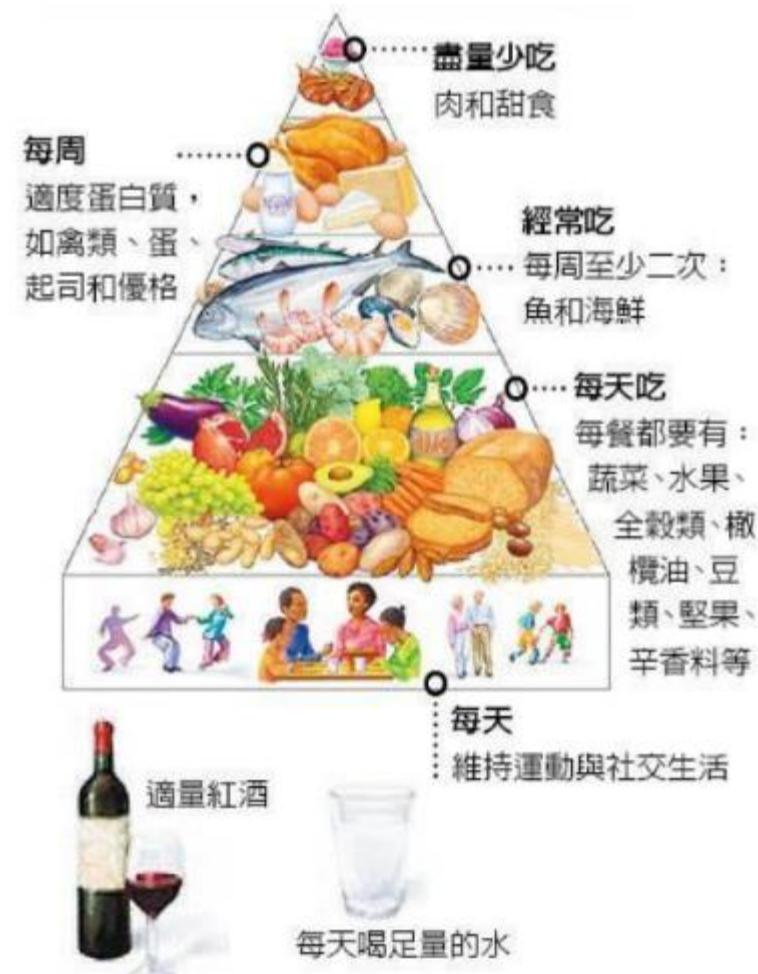 盡量少吃
肉和甜食
每周
適度蛋白質，
如禽類、蛋、
起司和優格
經常吃
每周至少二次：
魚和海鮮
每天吃
每餐都要有：
蔬菜、水果、
全穀類、橄
欖油、豆
類、堅果、
辛香料等
每天
維持運動與社交生活
適量紅酒
每天喝足量的水